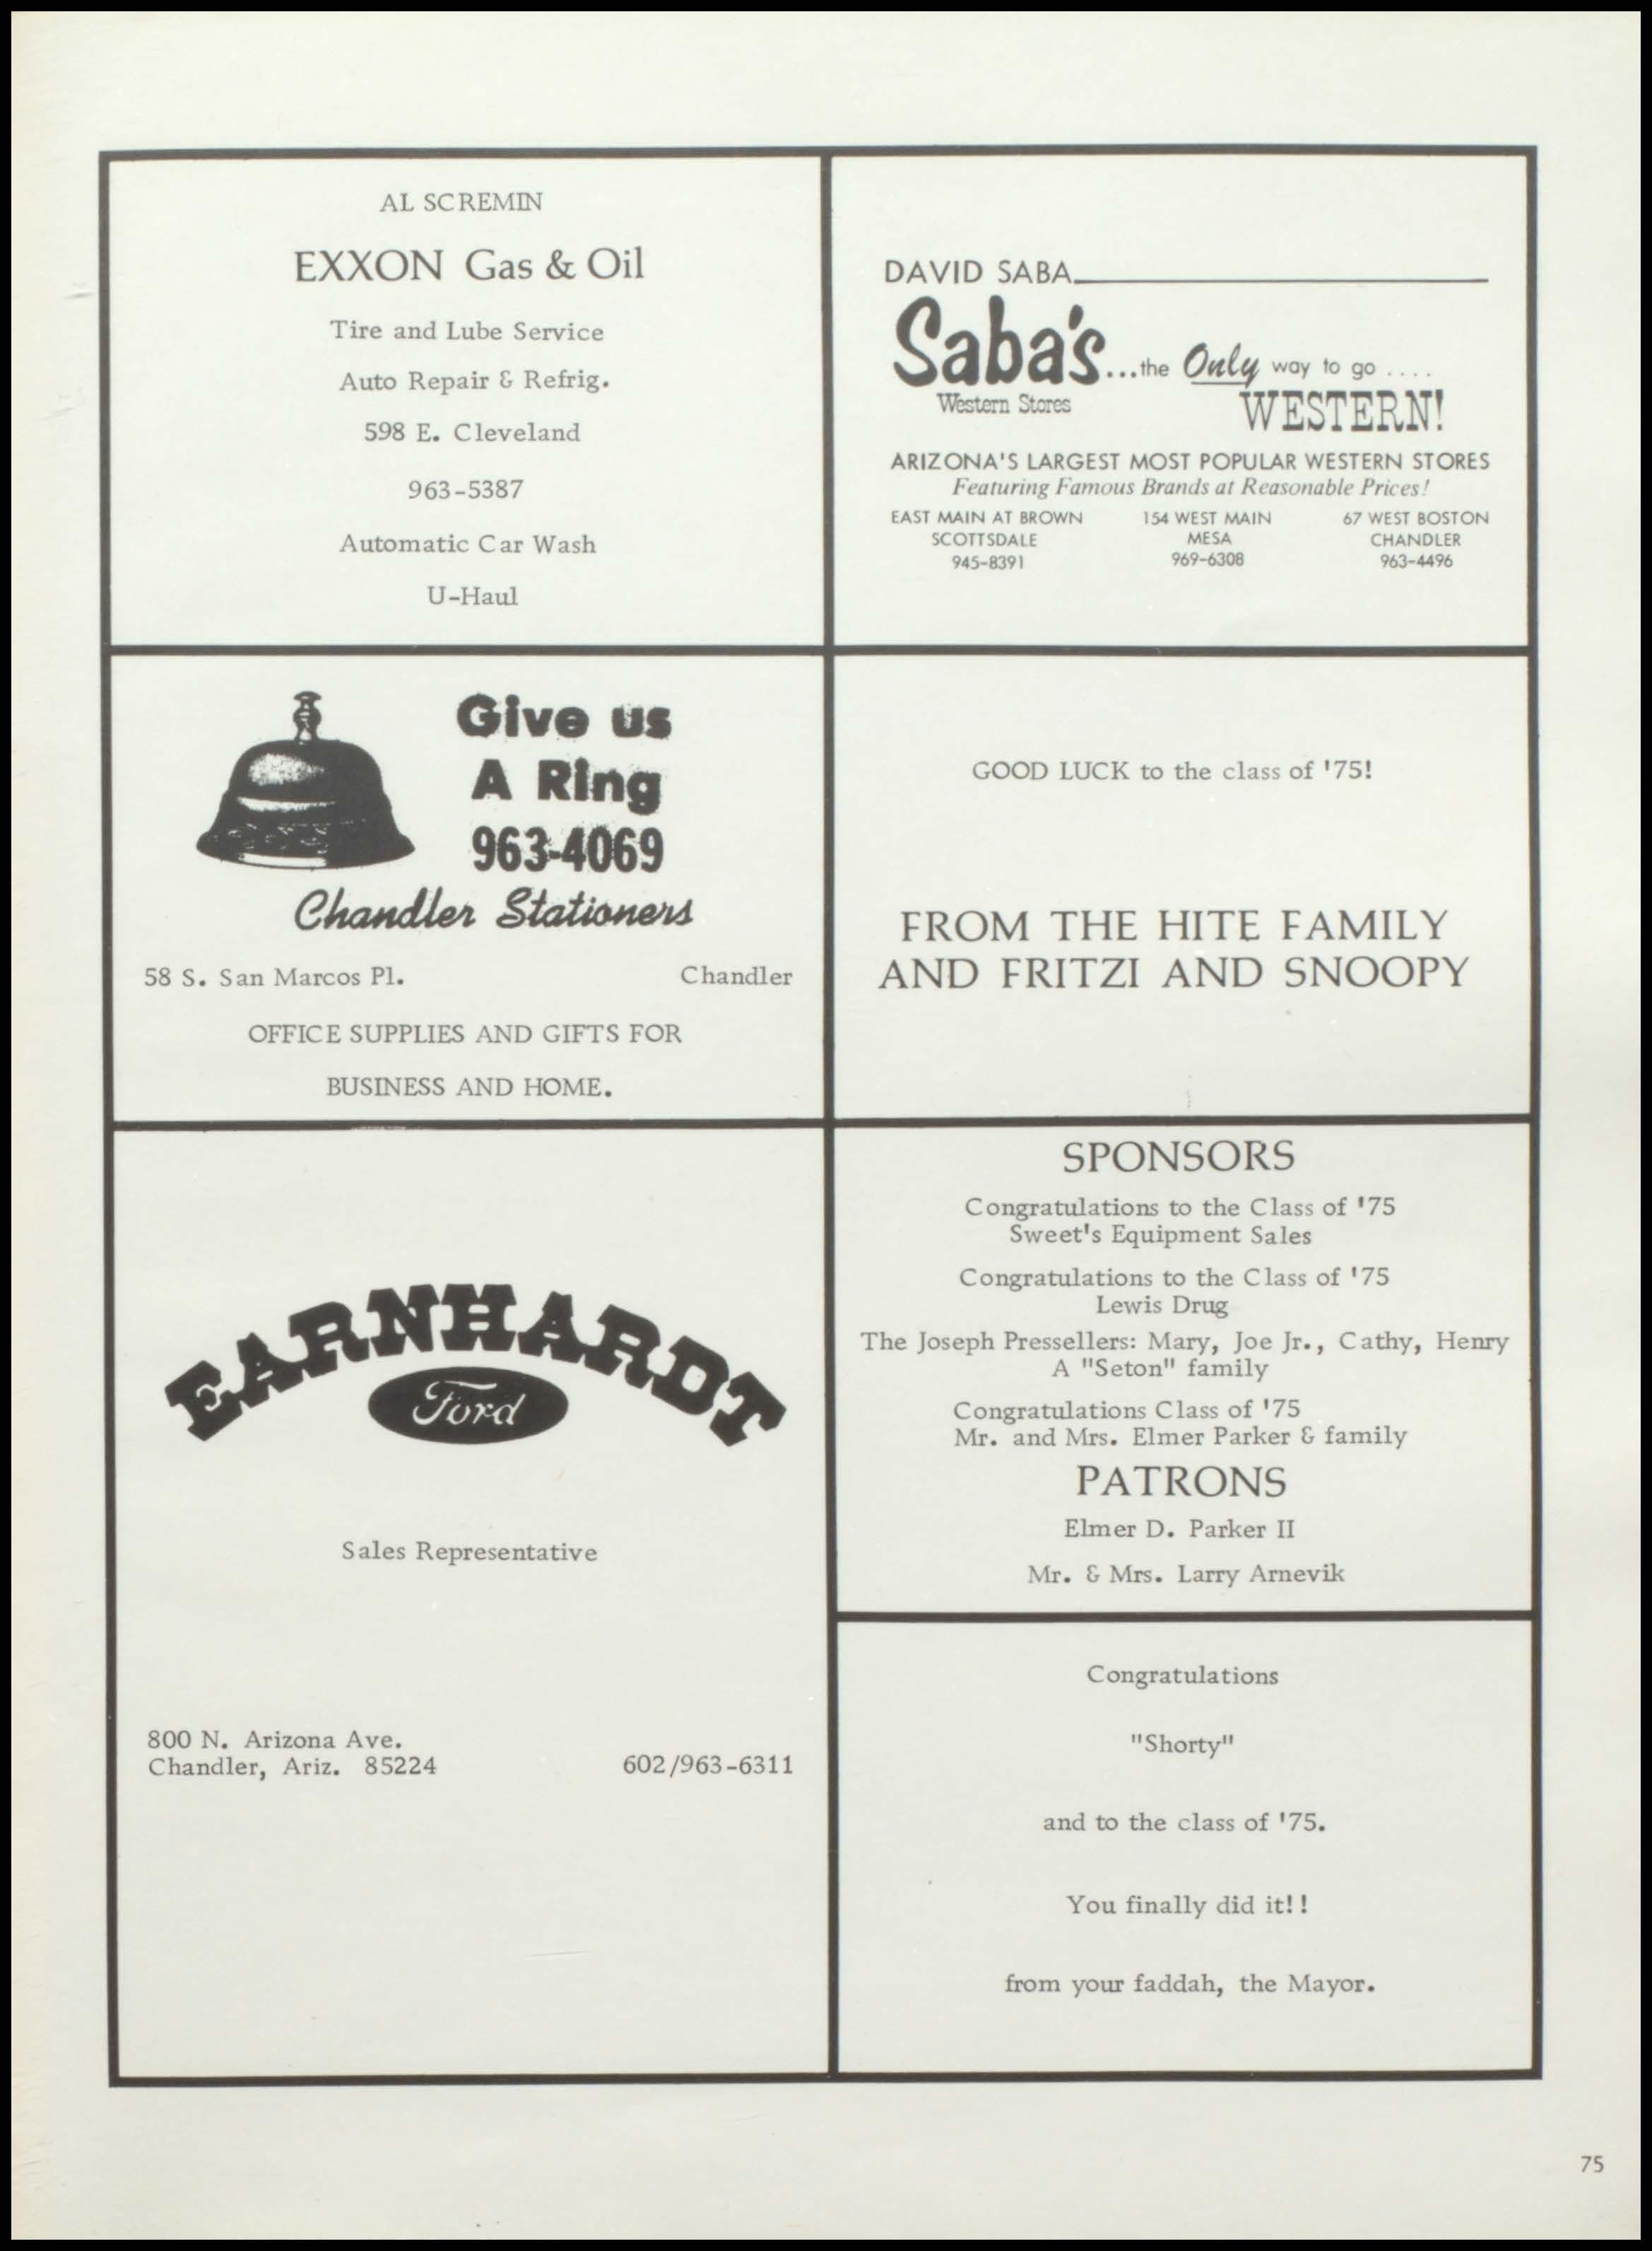 AL SCREMIN
EXXON Gas & Oil
Tire and Lube Service
Auto Repair & Refrig.
598 E. Cleveland
963-5387
Automatic Car Wash
U-Haul
DAVID SABA
Saba's...the Only way to go ....
Western Stores
WESTERN!
ARIZONA'S LARGEST MOST POPULAR WESTERN STORES
Featuring Famous Brands at Reasonable Prices!
EAST MAIN AT BROWN
SCOTTSDALE
945-8391
154 WEST MAIN
MESA
969-6308
67 WEST BOSTON
CHANDLER
963-4496
Give us
A Ring
963-4069
Chandler Stationers
58 S. San Marcos Pl. Chandler
OFFICE SUPPLIES AND GIFTS FOR
BUSINESS AND HOME.
GOOD LUCK to the class of '75!
FROM THE HITE FAMILY
AND FRITZI AND SNOOPY
EARNHARDT
Ford
Sales Representative
800 N. Arizona Ave.
Chandler, Ariz. 85224 602/963-6311
SPONSORS
Congratulations to the Class of '75
Sweet's Equipment Sales
Congratulations to the Class of '75
Lewis Drug
The Joseph Pressellers: Mary, Joe Jr., Cathy, Henry
A "Seton" family
Congratulations Class of '75
Mr. and Mrs. Elmer Parker & family
PATRONS
Elmer D. Parker II
Mr. & Mrs. Larry Arnevik
Congratulations
"Shorty"
and to the class of '75.
You finally did it!!
from your faddah, the Mayor.
75